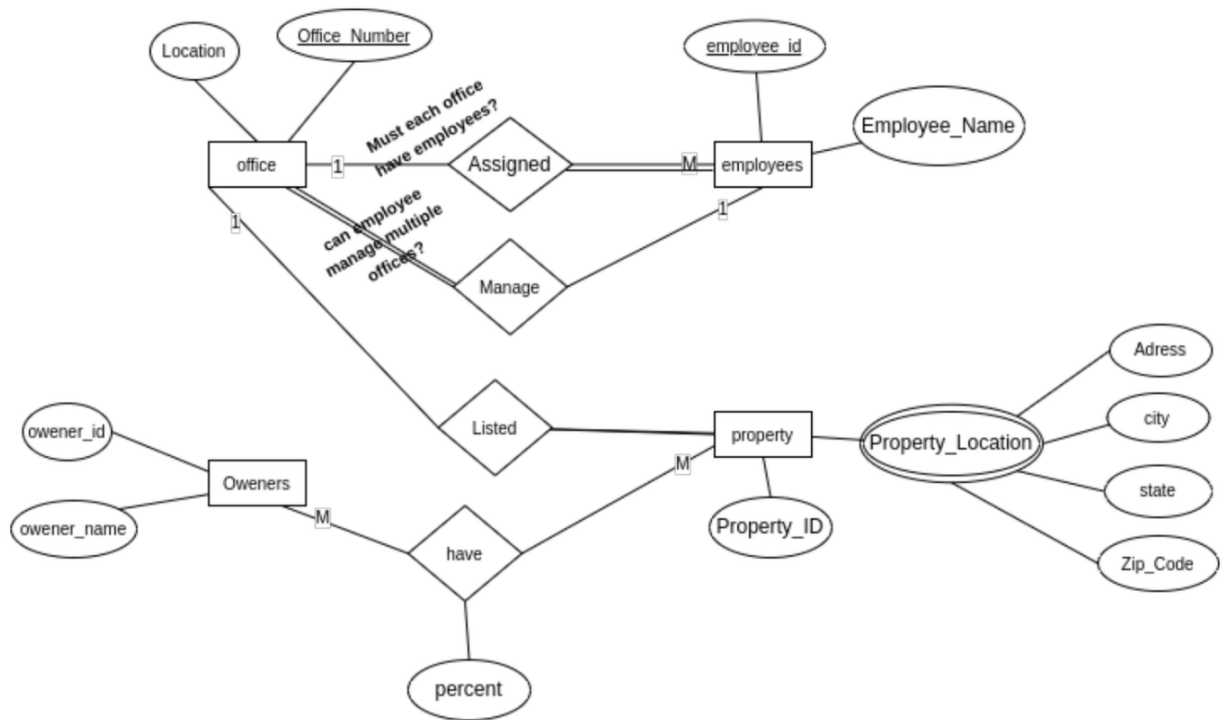 Location
Office_Number
employee_id
Employee_Name
Must each office
have employees?
office
1
Assigned
M
employees
can employee
manage multiple
offices?
1
1
Manage
Adress
city
Property_Location
state
Zip_Code
Listed
property
owener_id
Oweners
owener_name
M
M
have
Property_ID
percent